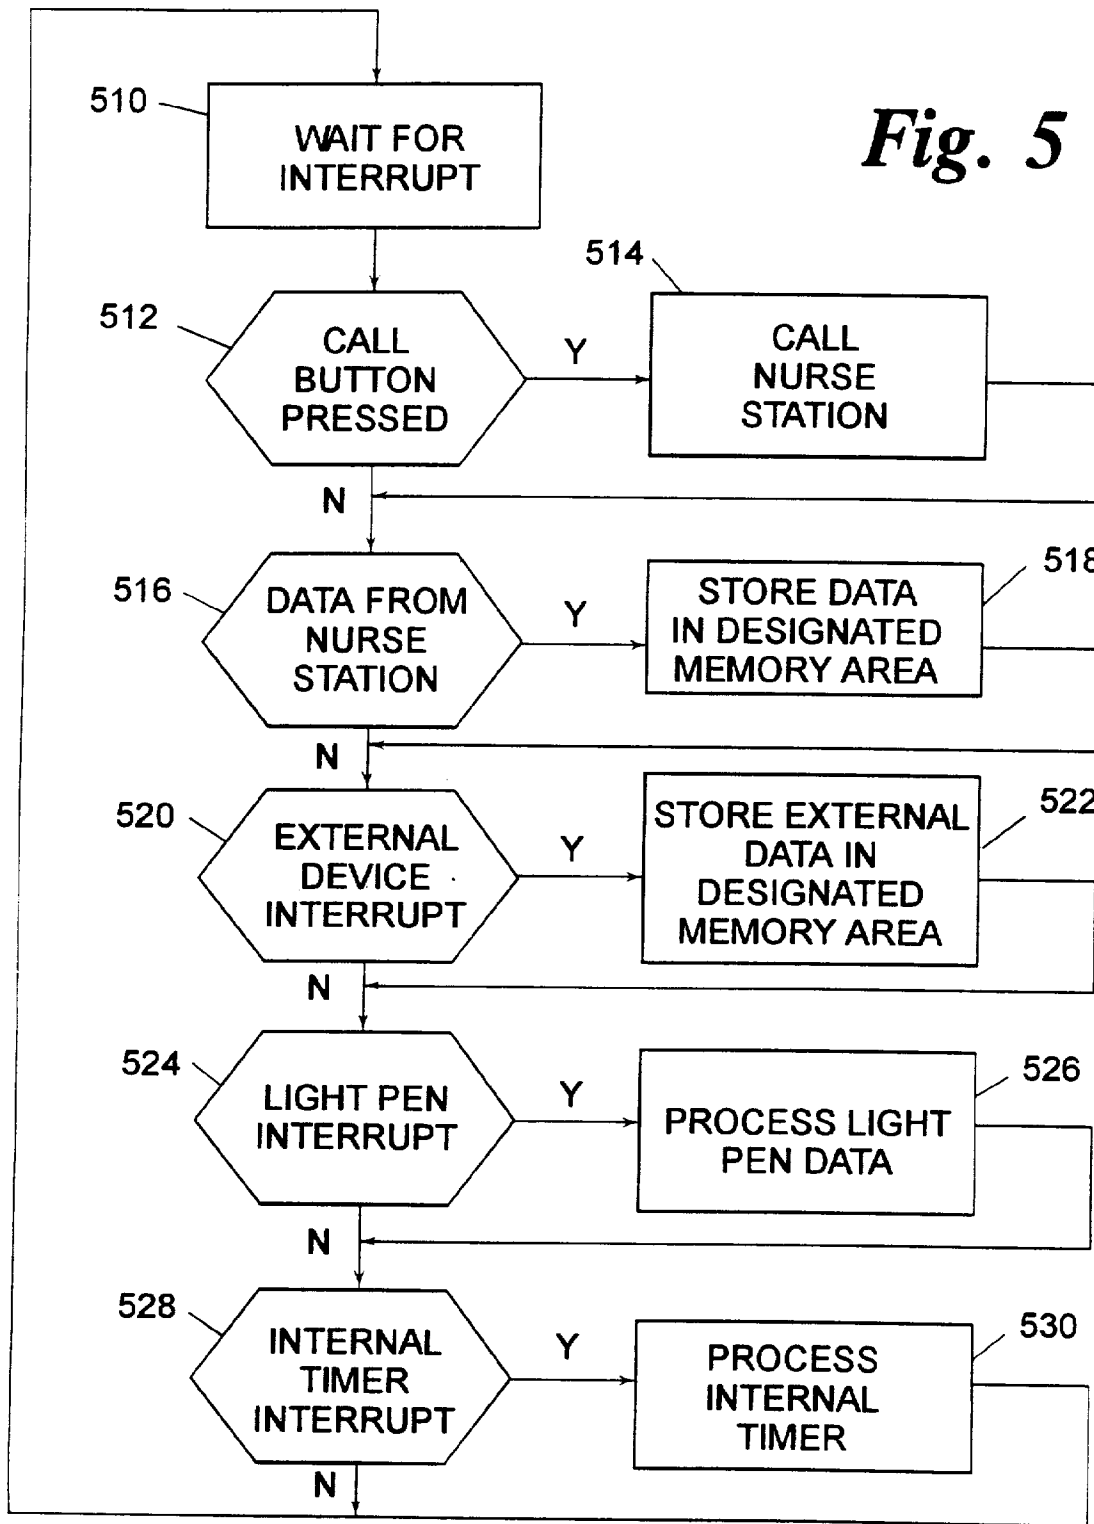 Fig. 5
510
WAIT FOR
INTERRUPT
512
CALL
BUTTON
PRESSED
Y
514
CALL
NURSE
STATION
N
516
DATA FROM
NURSE
STATION
Y
518
STORE DATA
IN DESIGNATED
MEMORY AREA
N
520
EXTERNAL
DEVICE
INTERRUPT
Y
522
STORE EXTERNAL
DATA IN
DESIGNATED
MEMORY AREA
N
524
LIGHT PEN
INTERRUPT
Y
526
PROCESS LIGHT
PEN DATA
N
528
INTERNAL
TIMER
INTERRUPT
Y
530
PROCESS
INTERNAL
TIMER
N